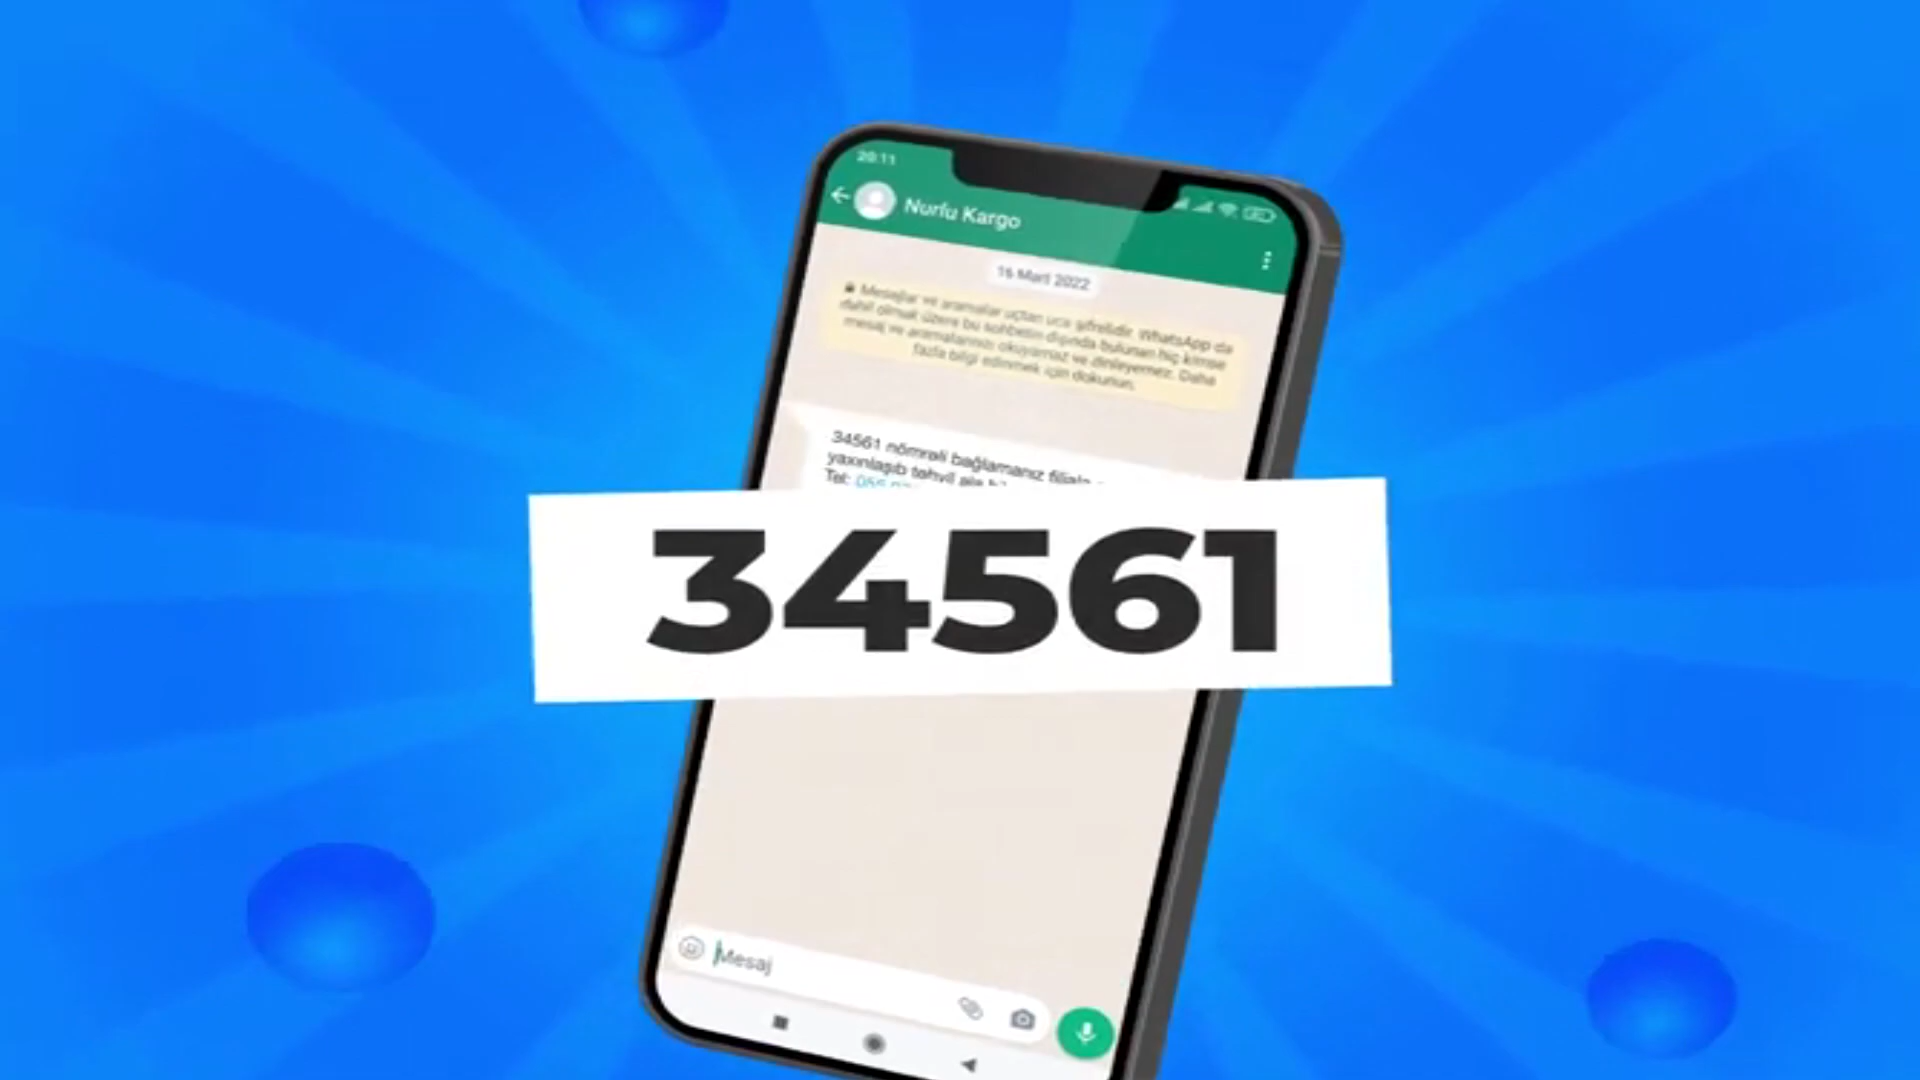 20:11
Nurlu Kargo
16 Mart 2022
Mesajlar ve aramalar uçtan uca şifrelidir. WhatsApp da
dahil olmak üzere bu sohbetin dışında bulunan hiç kimse
mesaj ve aramalarınızı okuyamaz ve dinleyemez. Daha
fazla bilgi edinmek için dokunun.
34561 nömrəli bağlamanız filiala
yaxınlaşıb təhvil ala
Tel: 055
34561
Mesaj